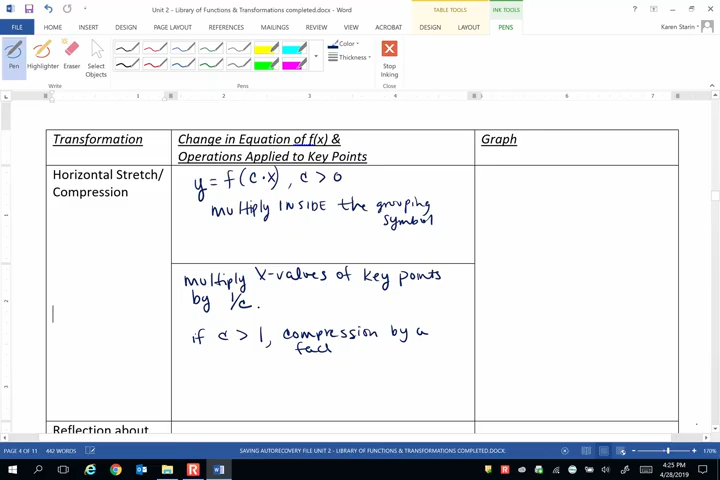 Unit 2 - Library of Functions & Transformations completed.docx - Word
TABLE TOOLS
INK TOOLS
FILE
HOME
INSERT
DESIGN
PAGE LAYOUT
REFERENCES
MAILINGS
REVIEW
VIEW
ACROBAT
DESIGN
LAYOUT
PENS
Karen Starin
Pen
Highlighter
Eraser
Select
Objects
Color
Thickness
Stop
Inking
Write
Pens
Transformation
Change in Equation of f(x) &
Operations Applied to Key Points
Graph
Horizontal Stretch/
Compression
y = f(c·x), c > 0
Multiply INSIDE the grouping
symbol
Multiply x-values of key points
by 1/c.
if c > 1, compression by a
fact
Reflection about
PAGE 4 OF 11
442 WORDS
SAVING AUTORECOVERY FILE UNIT 2 - LIBRARY OF FUNCTIONS & TRANSFORMATIONS COMPLETED.DOCX:
170%
4:25 PM
4/28/2019